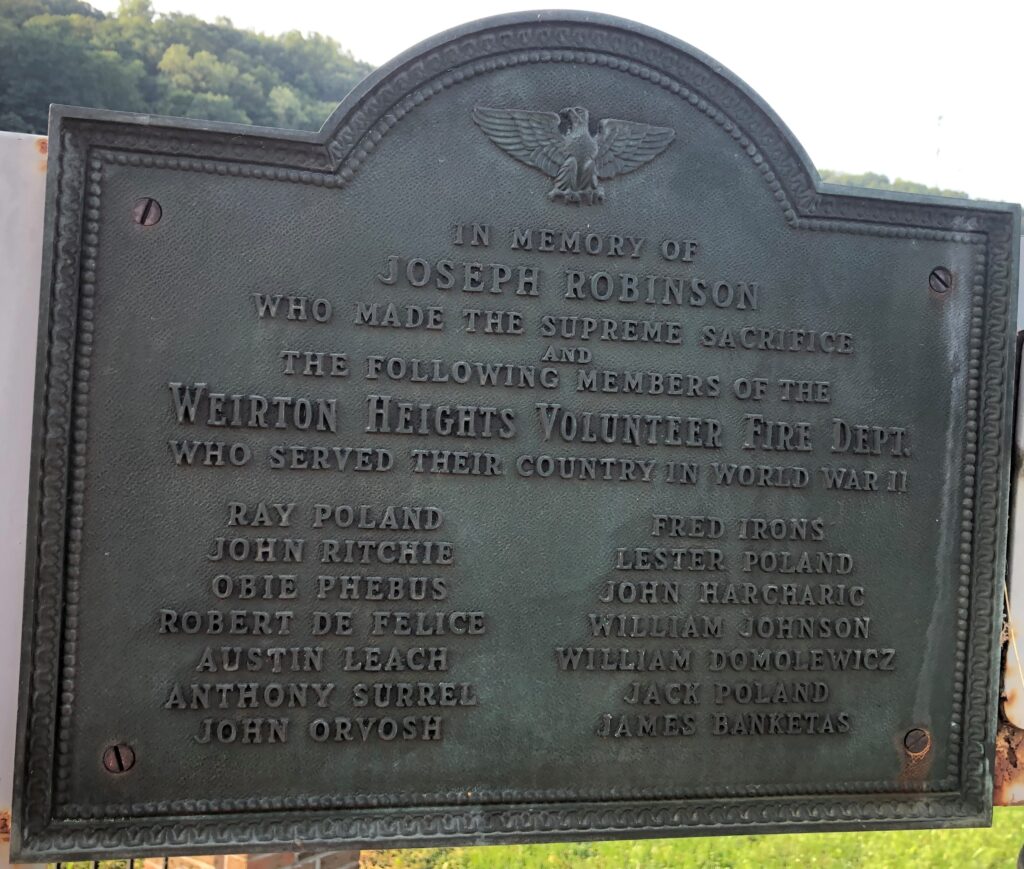 IN MEMORY OF
JOSEPH ROBINSON
WHO MADE THE SUPREME SACRIFICE
AND
THE FOLLOWING MEMBERS OF THE
WEIRTON HEIGHTS VOLUNTEER FIRE DEPT.
WHO SERVED THEIR COUNTRY IN WORLD WAR II
RAY POLAND
JOHN RITCHIE
OBIE PHEBUS
ROBERT DE FELICE
AUSTIN LEACH
ANTHONY SURREL
JOHN ORVOSH
FRED IRONS
LESTER POLAND
JOHN HARCHARIC
WILLIAM JOHNSON
WILLIAM DOMOLEWICZ
JACK POLAND
JAMES BANKETAS